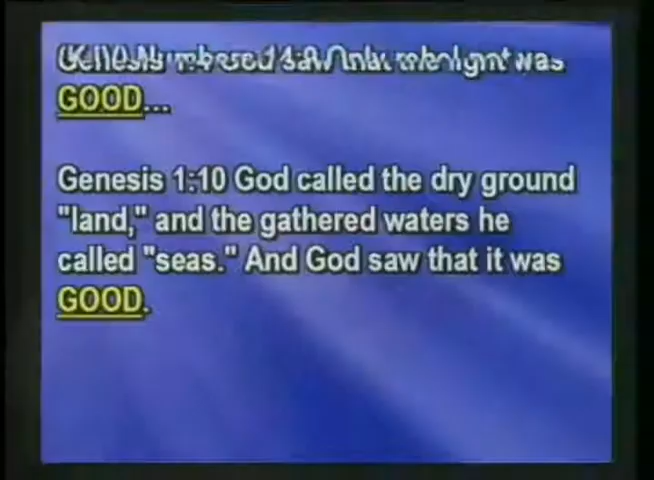 was
GOOD...
Genesis 1:10 God called the dry ground
"land," and the gathered waters he
called "seas." And God saw that it was
GOOD.